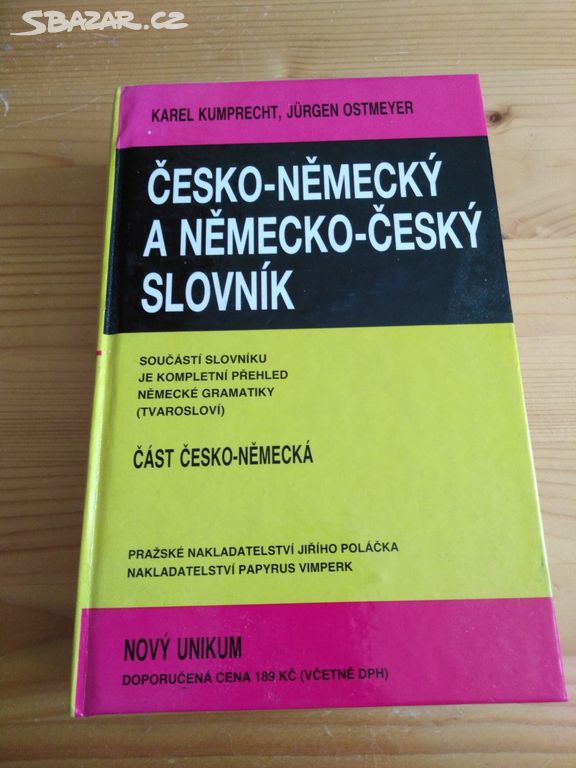 SBAZAR.CZ
KAREL KUMPRECHT, JÜRGEN OSTMEYER
ČESKO-NĚMECKÝ
A NĚMECKO-ČESKÝ
SLOVNÍK
SOUČÁSTÍ SLOVNÍKU
JE KOMPLETNÍ PŘEHLED
NĚMECKÉ GRAMATIKY
(TVAROSLOVÍ)
ČÁST ČESKO-NĚMECKÁ
PRAŽSKÉ NAKLADATELSTVÍ JIŘÍHO POLÁČKA
NAKLADATELSTVÍ PAPYRUS VIMPERK
NOVÝ UNIKUM
DOPORUČENÁ CENA 189 KČ (VČETNĚ DPH)